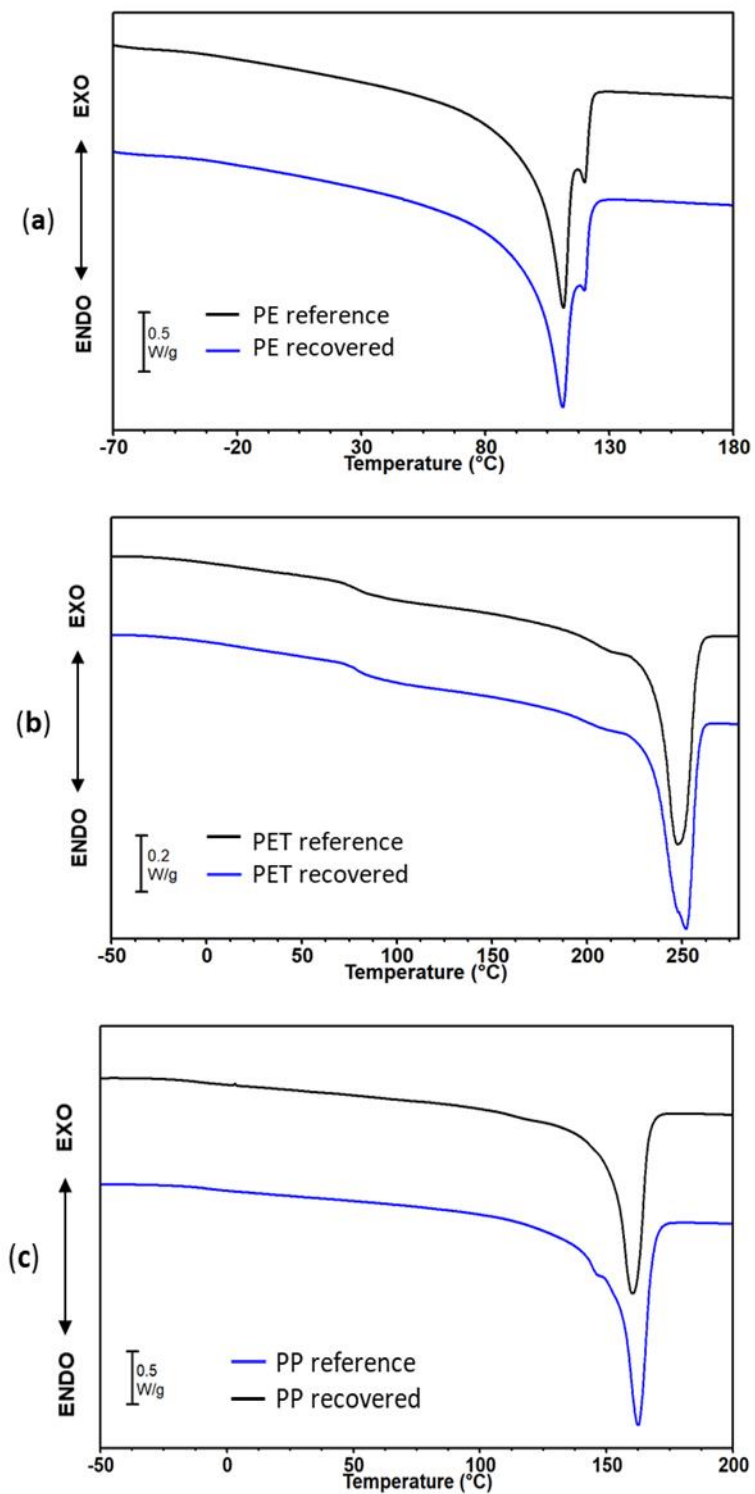 EXO
(a)
ENDO
0.5
W/g
PE reference
PE recovered
-70 -20 30 80 130 180
Temperature (°C)
EXO
(b)
ENDO
0.2
W/g
PET reference
PET recovered
-50 0 50 100 150 200 250
Temperature (°C)
EXO
(c)
ENDO
0.5
W/g
PP reference
PP recovered
-50 0 50 100 150 200
Temperature (°C)